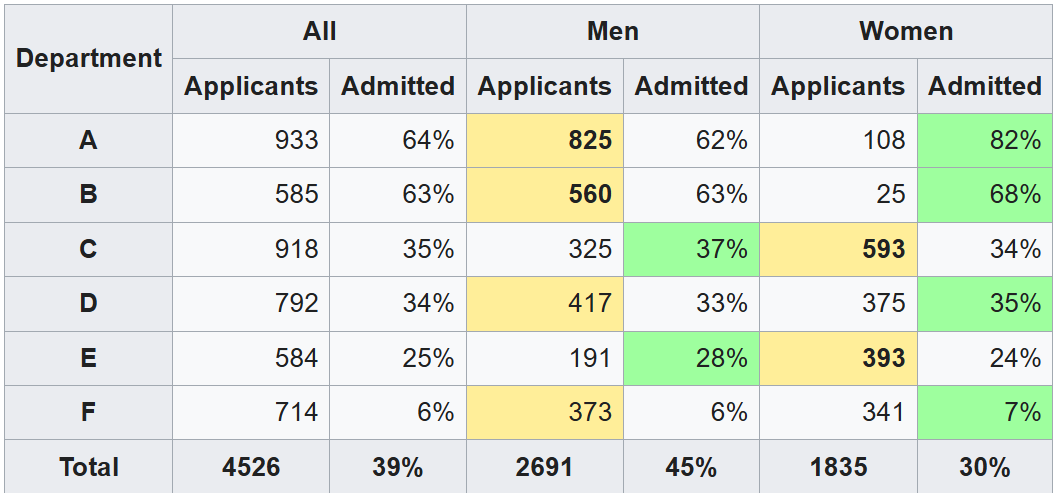 Department All Men Women
Applicants Admitted Applicants Admitted Applicants Admitted
A 933 64% 825 62% 108 82%
B 585 63% 560 63% 25 68%
C 918 35% 325 37% 593 34%
D 792 34% 417 33% 375 35%
E 584 25% 191 28% 393 24%
F 714 6% 373 6% 341 7%
Total 4526 39% 2691 45% 1835 30%